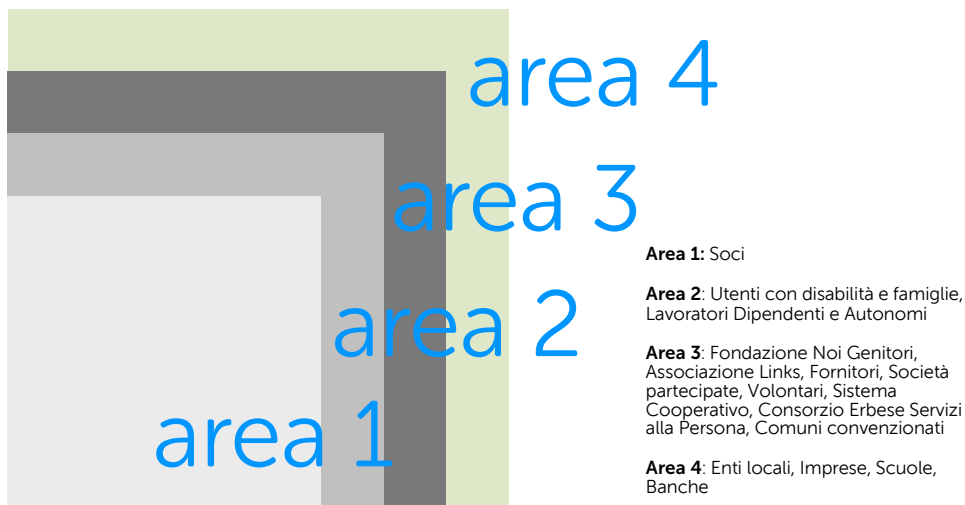 area 4
area 3
area 2
area 1
Area 1: Soci
Area 2: Utenti con disabilità e famiglie,
Lavoratori Dipendenti e Autonomi
Area 3: Fondazione Noi Genitori,
Associazione Links, Fornitori, Società
partecipate, Volontari, Sistema
Cooperativo, Consorzio Erbese Servizi
alla Persona, Comuni convenzionati
Area 4: Enti locali, Imprese, Scuole,
Banche